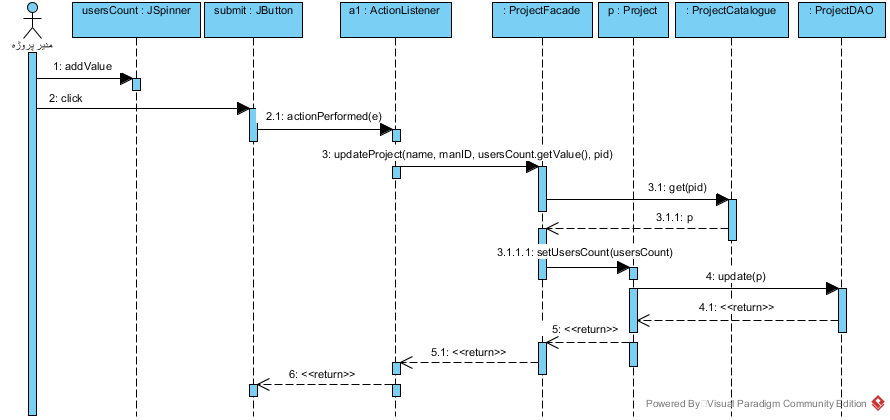 usersCount : JSpinner
submit : JButton
a1 : ActionListener
: ProjectFacade
p : Project
: ProjectCatalogue
: ProjectDAO
مدیر پروژه
1: addValue
2: click
2.1: actionPerformed(e)
3: updateProject(name, manID, usersCount.getValue(), pid)
3.1: get(pid)
3.1.1: p
3.1.1.1: setUsersCount(usersCount)
4: update(p)
4.1: <<return>>
5: <<return>>
5.1: <<return>>
6: <<return>>
Powered By Visual Paradigm Community Edition